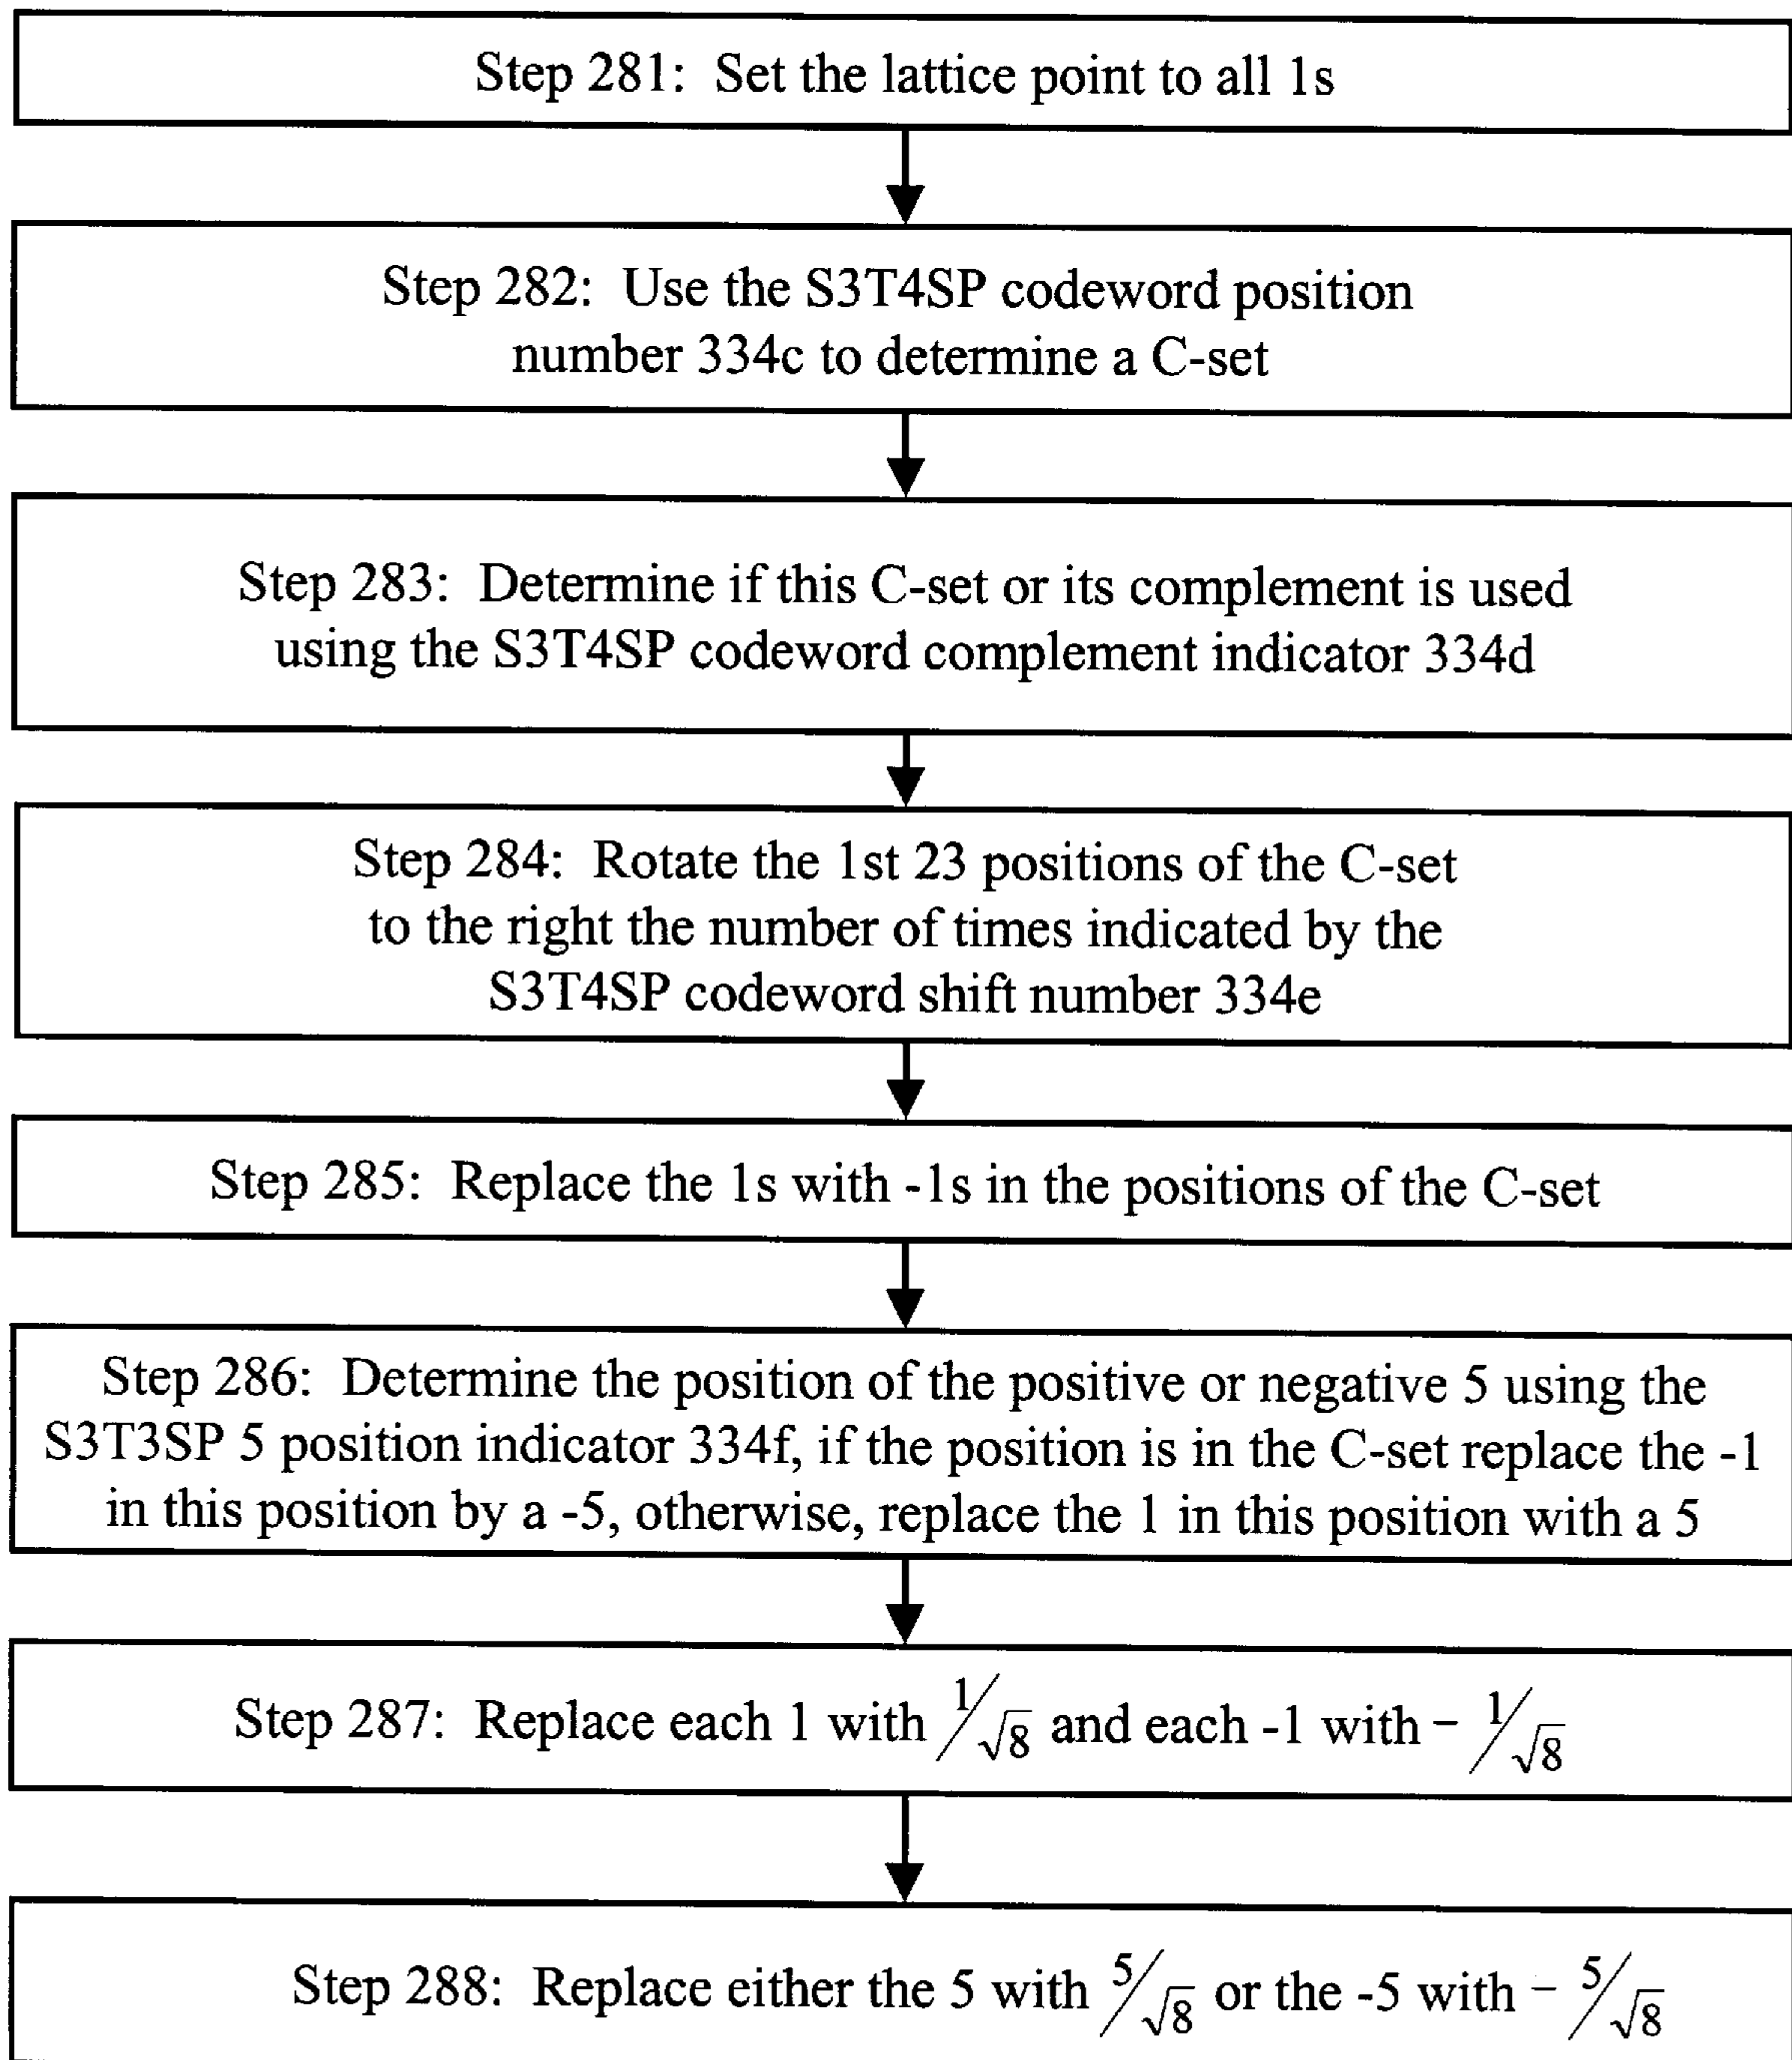 Step 281: Set the lattice point to all 1s
Step 282: Use the S3T4SP codeword position
number 334c to determine a C-set
Step 283: Determine if this C-set or its complement is used
using the S3T4SP codeword complement indicator 334d
Step 284: Rotate the 1st 23 positions of the C-set
to the right the number of times indicated by the
S3T4SP codeword shift number 334e
Step 285: Replace the 1s with -1s in the positions of the C-set
Step 286: Determine the position of the positive or negative 5 using the
S3T3SP 5 position indicator 334f, if the position is in the C-set replace the -1
in this position by a -5, otherwise, replace the 1 in this position with a 5
Step 287: Replace each 1 with 1/√8 and each -1 with - 1/√8
Step 288: Replace either the 5 with 5/√8 or the -5 with - 5/√8